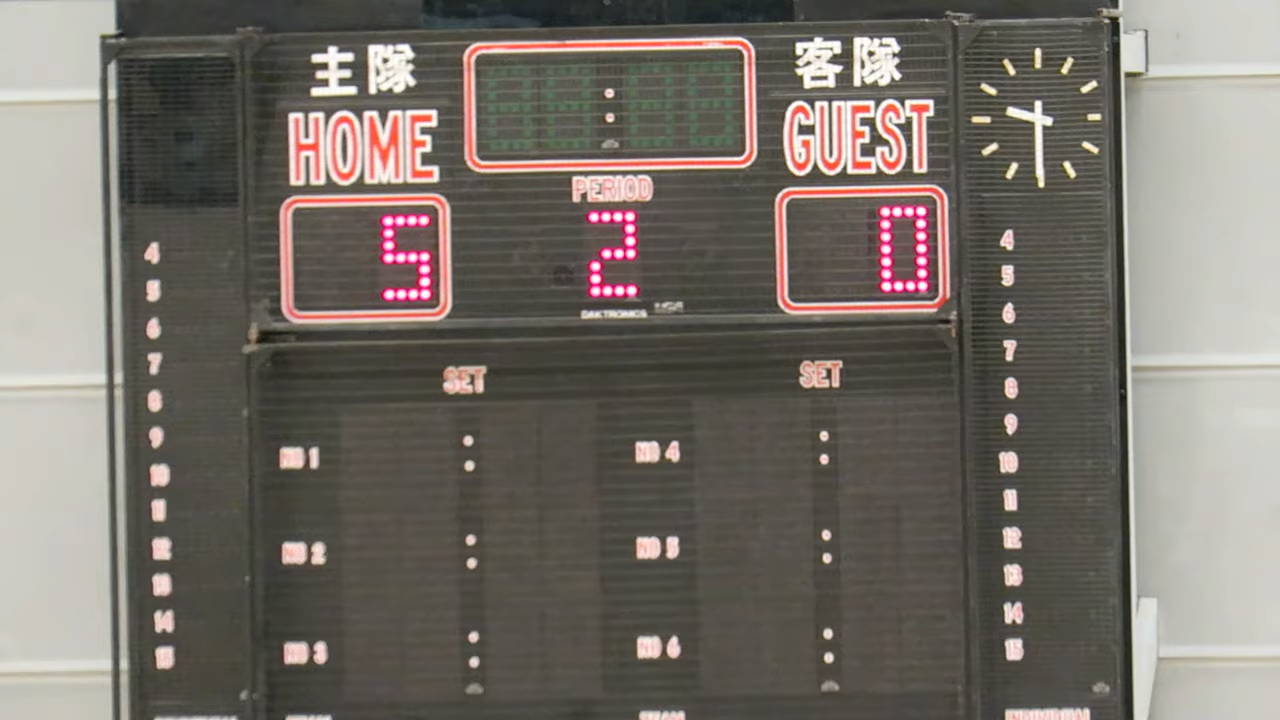 主隊 客隊
HOME GUEST
PERIOD
5 2 0
DAKTRONICS
SET SET
NO 1 NO 4
NO 2 NO 5
NO 3 NO 6
4 4
5 5
6 6
7 7
8 8
9 9
10 10
11 11
12 12
13 13
14 14
15 15
INDIVIDUAL